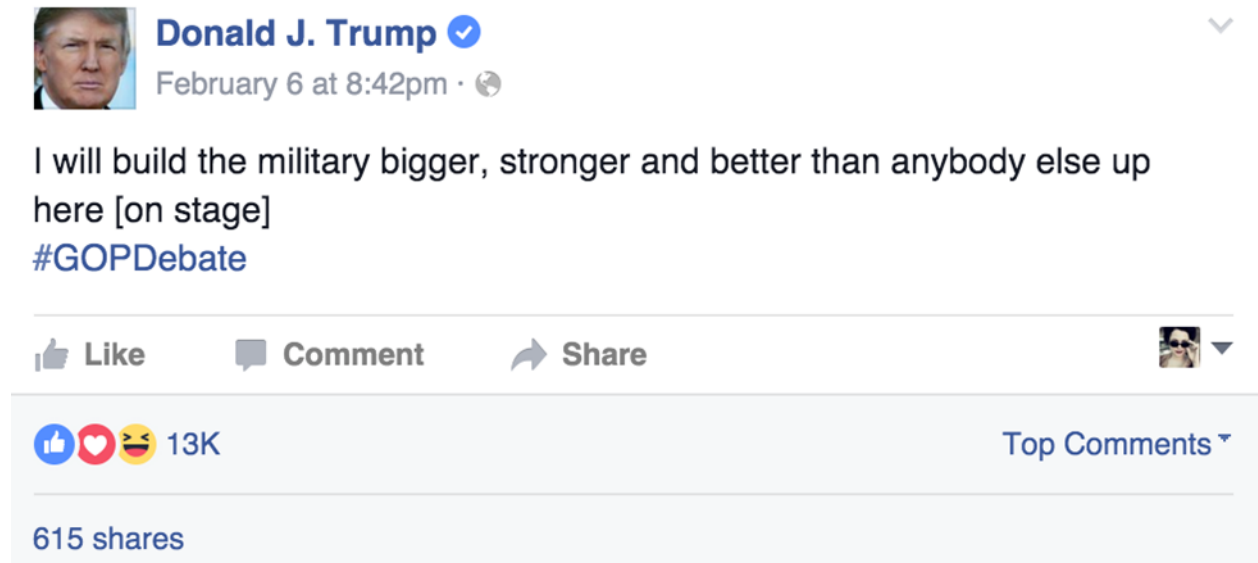 Donald J. Trump
February 6 at 8:42pm ·
I will build the military bigger, stronger and better than anybody else up
here [on stage]
#GOPDebate
Like Comment Share
13K Top Comments
615 shares